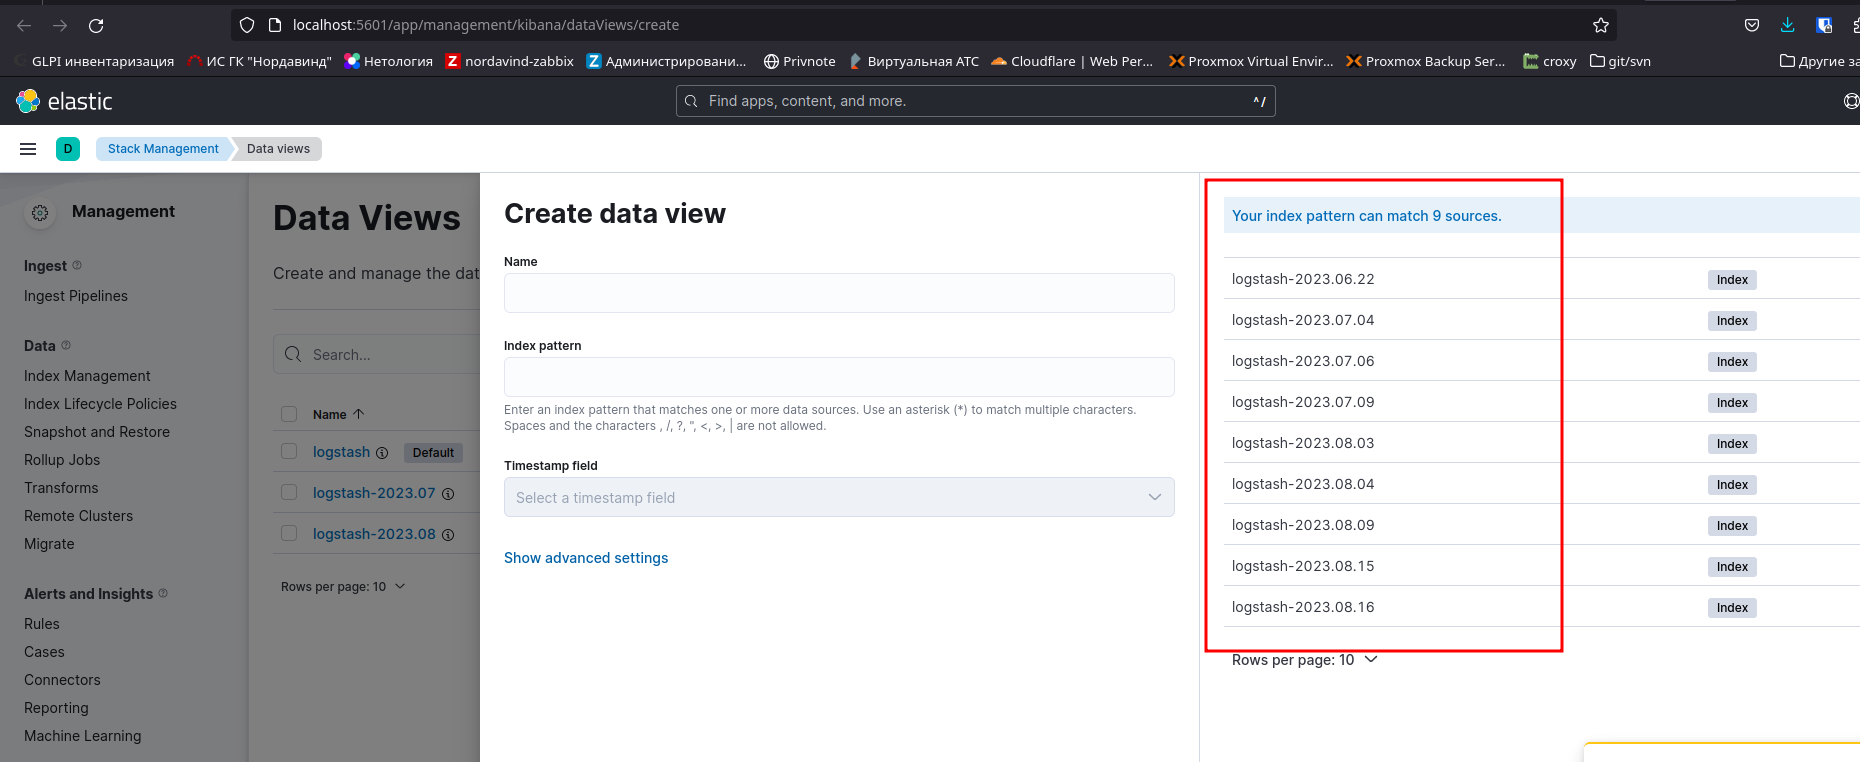 localhost:5601/app/management/kibana/dataViews/create
GLPI инвентаризация ИС ГК "Нордавинд" Нетология nordavind-zabbix Администрировани... Privnote Виртуальная АТС Cloudflare | Web Per... Proxmox Virtual Envir... Proxmox Backup Ser... croxy git/svn Другие за
elastic
Find apps, content, and more.
^/
D
Stack Management
Data views
Management
Ingest
Ingest Pipelines
Data
Index Management
Index Lifecycle Policies
Snapshot and Restore
Rollup Jobs
Transforms
Remote Clusters
Migrate
Alerts and Insights
Rules
Cases
Connectors
Reporting
Machine Learning
Data Views
Create and manage the dat
Search...
Name
logstash Default
logstash-2023.07
logstash-2023.08
Rows per page: 10
Create data view
Name
Index pattern
Enter an index pattern that matches one or more data sources. Use an asterisk (*) to match multiple characters.
Spaces and the characters , /, ?, ", <, >, | are not allowed.
Timestamp field
Select a timestamp field
Show advanced settings
Your index pattern can match 9 sources.
logstash-2023.06.22 Index
logstash-2023.07.04 Index
logstash-2023.07.06 Index
logstash-2023.07.09 Index
logstash-2023.08.03 Index
logstash-2023.08.04 Index
logstash-2023.08.09 Index
logstash-2023.08.15 Index
logstash-2023.08.16 Index
Rows per page: 10